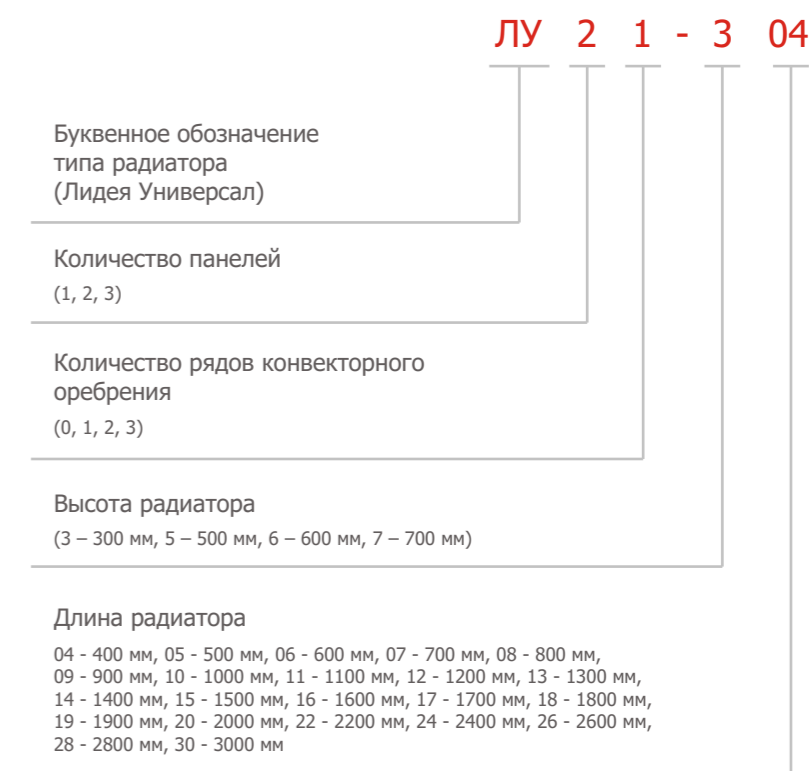 ЛУ 2 1 - 3 04
Буквенное обозначение
типа радиатора
(Лидея Универсал)
Количество панелей
(1, 2, 3)
Количество рядов конвекторного
оребрения
(0, 1, 2, 3)
Высота радиатора
(3 – 300 мм, 5 – 500 мм, 6 – 600 мм, 7 – 700 мм)
Длина радиатора
04 - 400 мм, 05 - 500 мм, 06 - 600 мм, 07 - 700 мм, 08 - 800 мм,
09 - 900 мм, 10 - 1000 мм, 11 - 1100 мм, 12 - 1200 мм, 13 - 1300 мм,
14 - 1400 мм, 15 - 1500 мм, 16 - 1600 мм, 17 - 1700 мм, 18 - 1800 мм,
19 - 1900 мм, 20 - 2000 мм, 22 - 2200 мм, 24 - 2400 мм, 26 - 2600 мм,
28 - 2800 мм, 30 - 3000 мм